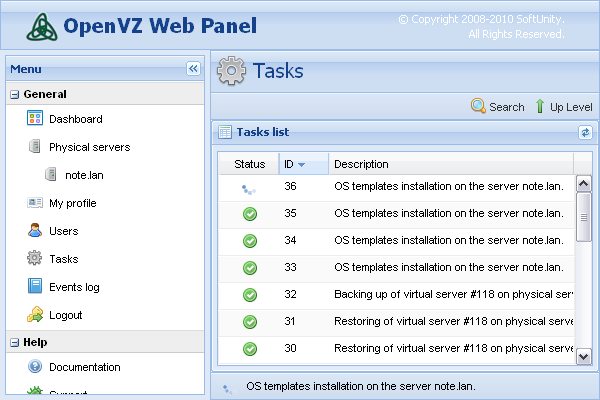 OpenVZ Web Panel
© Copyright 2008-2010 SoftUnity.
All Rights Reserved.
Menu
General
Dashboard
Physical servers
note.lan
My profile
Users
Tasks
Events log
Logout
Help
Documentation
Support
Tasks
Search
Up Level
Tasks list
Status ID Description
36 OS templates installation on the server note.lan.
35 OS templates installation on the server note.lan.
34 OS templates installation on the server note.lan.
33 OS templates installation on the server note.lan.
32 Backing up of virtual server #118 on physical serv
31 Restoring of virtual server #118 on physical serve
30 Restoring of virtual server #118 on physical serve
OS templates installation on the server note.lan.